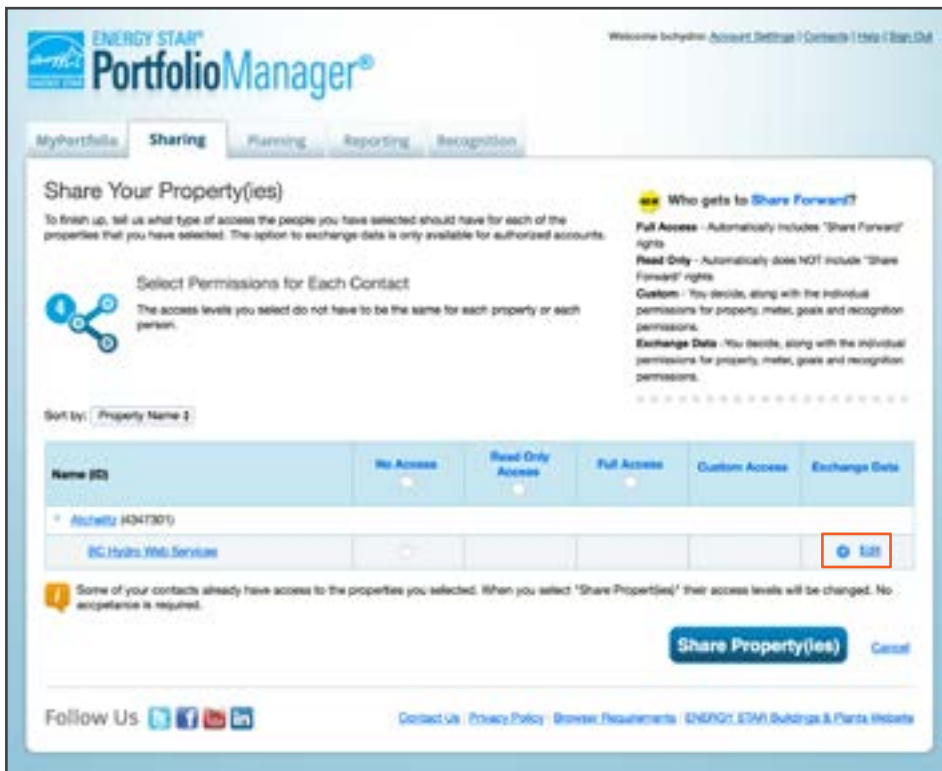 ENERGY STAR®
PortfolioManager®
Welcome bchydro: Account Settings | Contacts | Help | Sign Out
ENERGY STAR
MyPortfolio
Sharing
Planning
Reporting
Recognition
Share Your Property(ies)
To finish up, tell us what type of access the people you have selected should have for each of the
properties that you have selected. The option to exchange data is only available for authorized accounts.
4
Select Permissions for Each Contact
The access levels you select do not have to be the same for each property or each
person.
NEW Who gets to Share Forward?
Full Access - Automatically includes "Share Forward"
rights
Read Only - Automatically does NOT include "Share
Forward" rights
Custom - You decide, along with the individual
permissions for property, meter, goals and recognition
permissions.
Exchange Data - You decide, along with the individual
permissions for property, meter, goals and recognition
permissions.
Sort by: Property Name
Name (ID)
No Access
Read Only
Access
Full Access
Custom Access
Exchange Data
(4347301)
BC Hydro Web Services
Edit
Some of your contacts already have access to the properties you selected. When you select "Share Propert(ies)" their access levels will be changed. No
accpetance is required.
Share Property(ies)
Cancel
Follow Us
Contact Us | Privacy Policy | Browser Requirements | ENERGY STAR Buildings & Plants Website